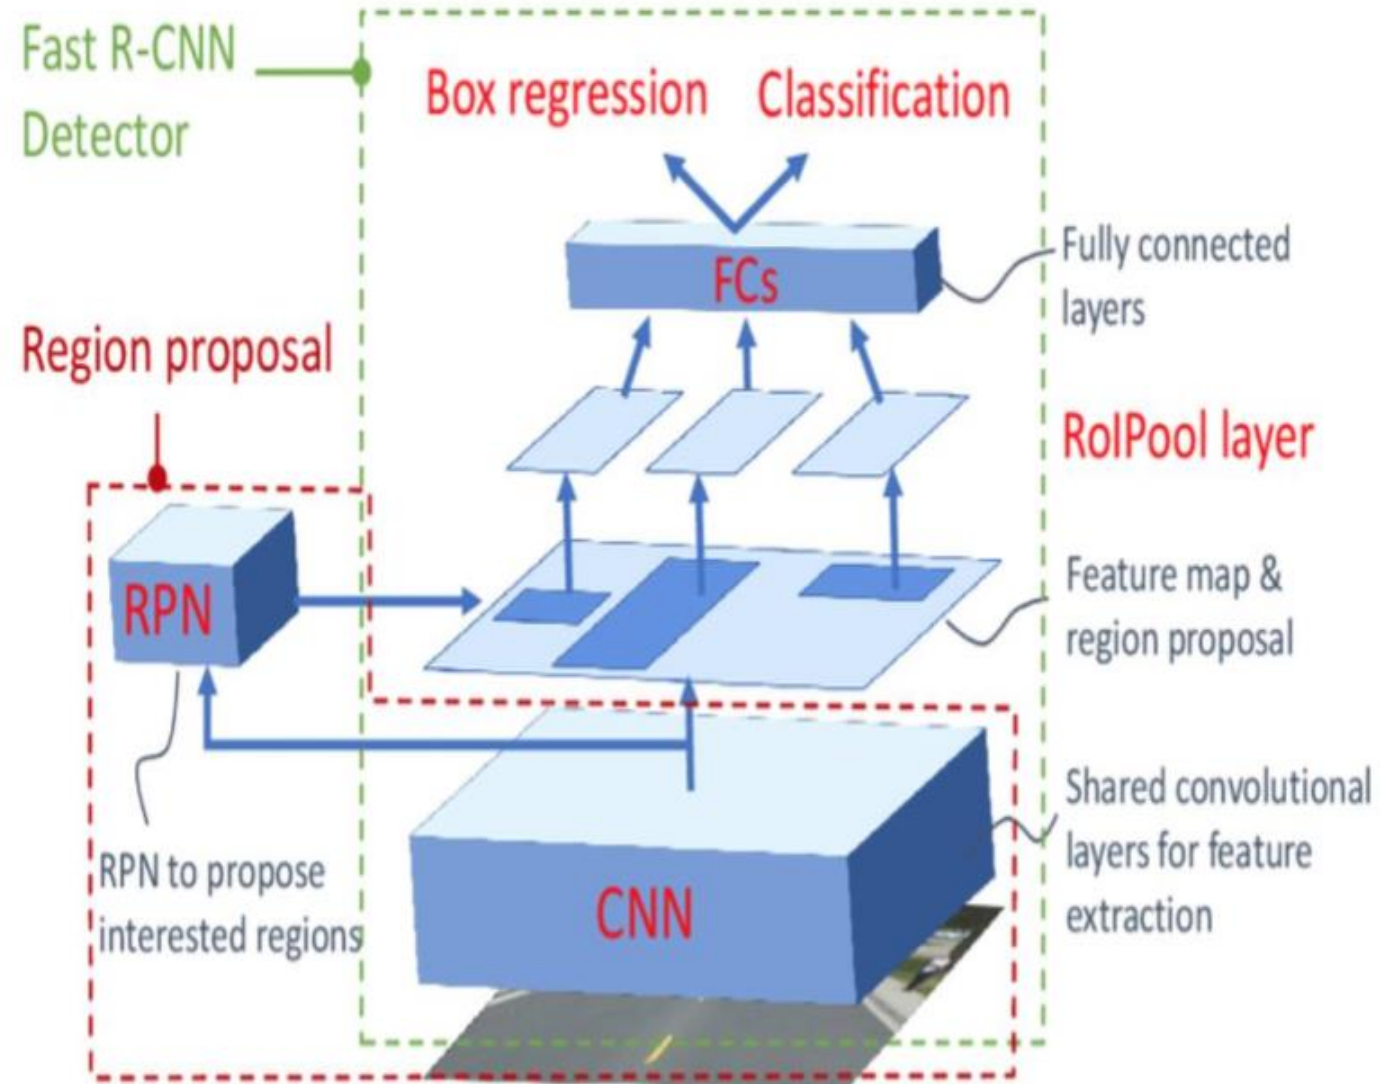 Fast R-CNN
Detector
Box regression
Classification
FCs
Fully connected
layers
Region proposal
RoIPool layer
RPN
Feature map &
region proposal
Shared convolutional
layers for feature
extraction
RPN to propose
interested regions
CNN